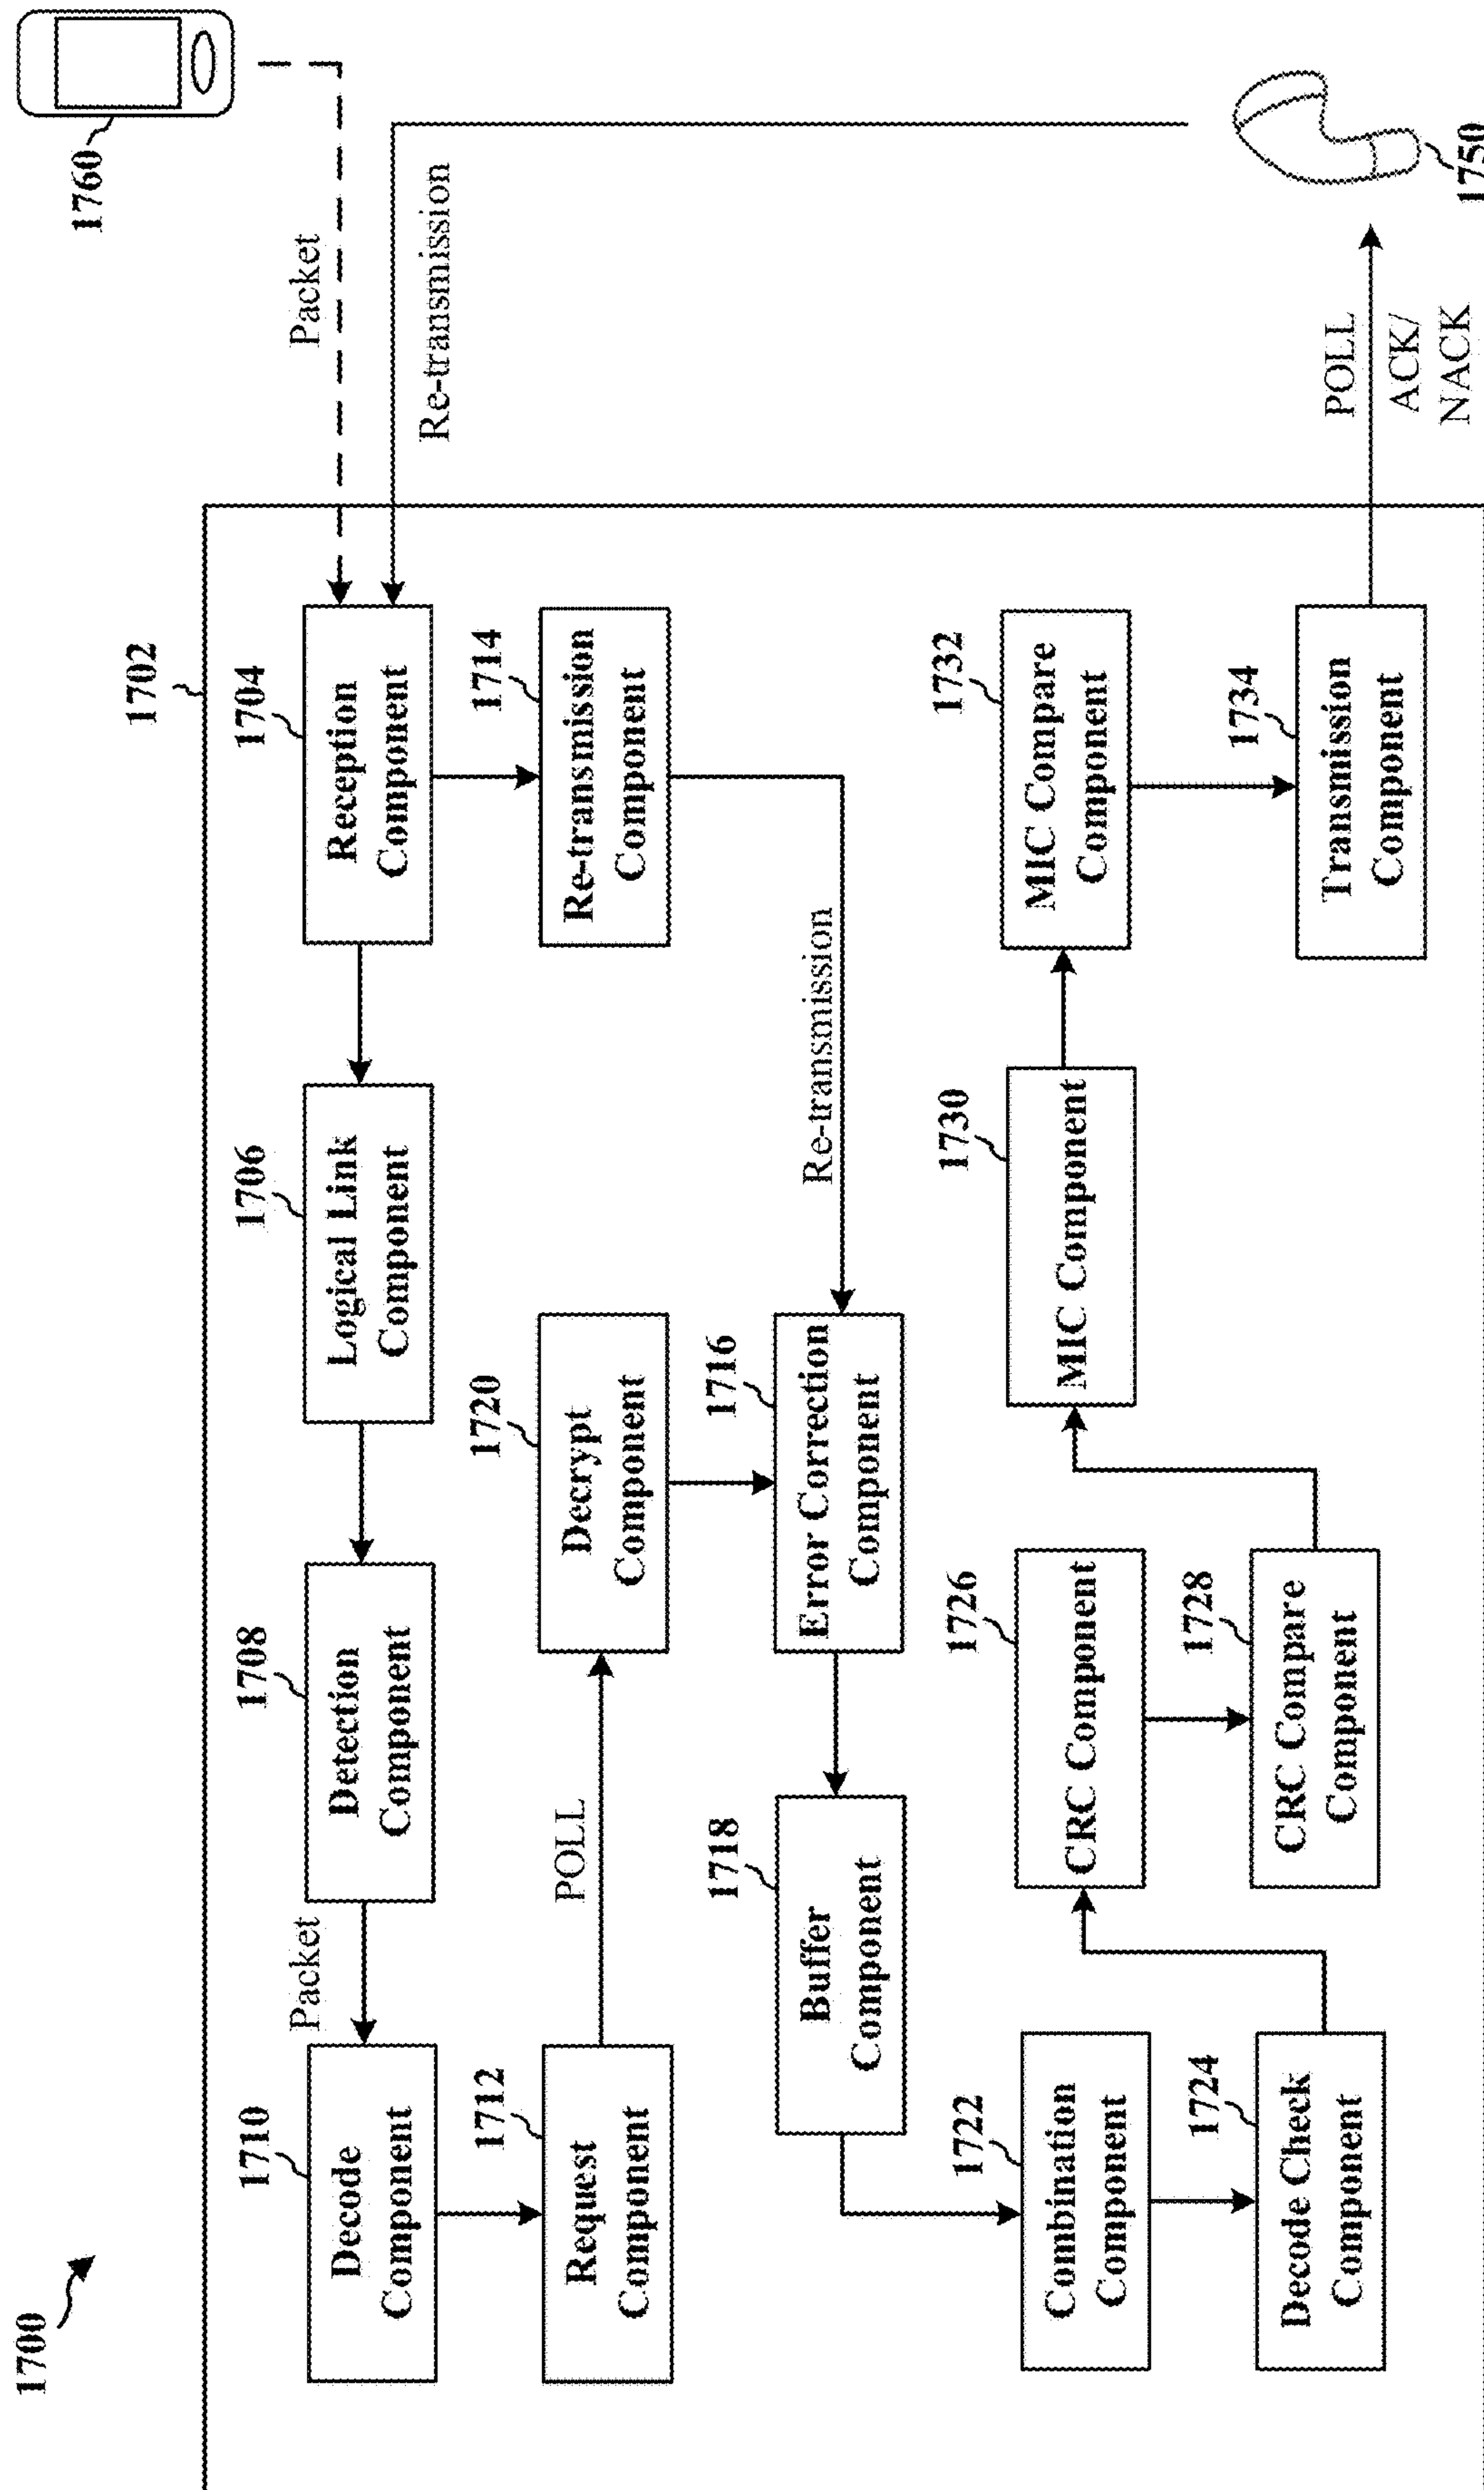 1700
1760
1702
1710
Decode
Component
Packet
1708
Detection
Component
1706
Logical Link
Component
1704
Reception
Component
Packet
Re-transmission
1712
Request
Component
POLL
1720
Decrypt
Component
1714
Re-transmission
Component
1718
Buffer
Component
1716
Error Correction
Component
Re-transmission
1722
Combination
Component
1726
CRC Component
1730
MIC Component
1732
MIC Compare
Component
1724
Decode Check
Component
1728
CRC Compare
Component
1734
Transmission
Component
POLL
ACK/
NACK
1750